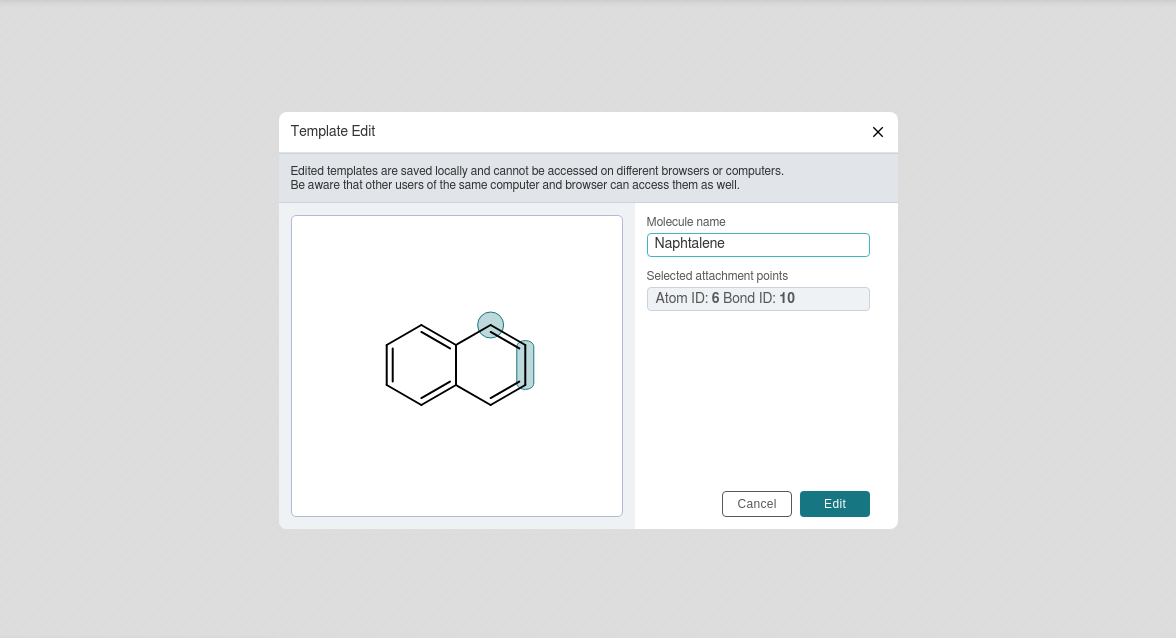 Template Edit
Edited templates are saved locally and cannot be accessed on different browsers or computers.
Be aware that other users of the same computer and browser can access them as well.
Molecule name
Naphtalene
Selected attachment points
Atom ID: 6 Bond ID: 10
Cancel
Edit